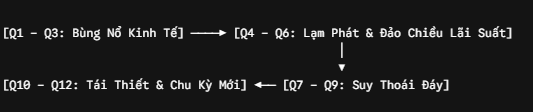 [Q1 - Q3: Bùng Nổ Kinh Tế] ────► [Q4 - Q6: Lạm Phát & Đảo Chiều Lãi Suất]
│
▼
[Q10 - Q12: Tái Thiết & Chu Kỳ Mới] ◄── [Q7 - Q9: Suy Thoái Đáy]